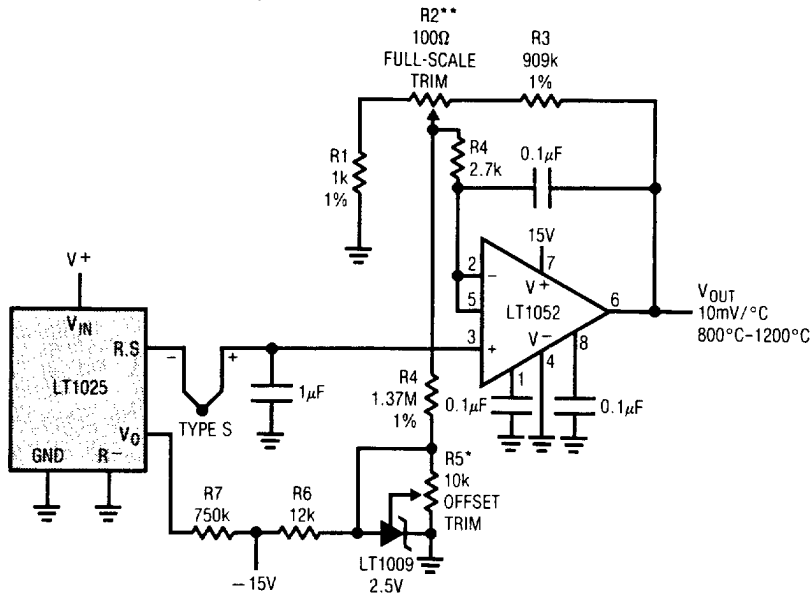 R2**
100Ω
FULL-SCALE
TRIM
R3
909k
1%
R1
1k
1%
R4
2.7k
0.1µF
15V
2
−
7
V+
5
LT1052
6
V−
3
+
8
1
4
VOUT
10mV/°C
800°C–1200°C
V+
VIN
R,S
−
+
LT1025
TYPE S
1µF
VO
GND
R−
R4
1.37M
1%
0.1µF
0.1µF
R5*
10k
OFFSET
TRIM
R7
750k
R6
12k
−15V
LT1009
2.5V